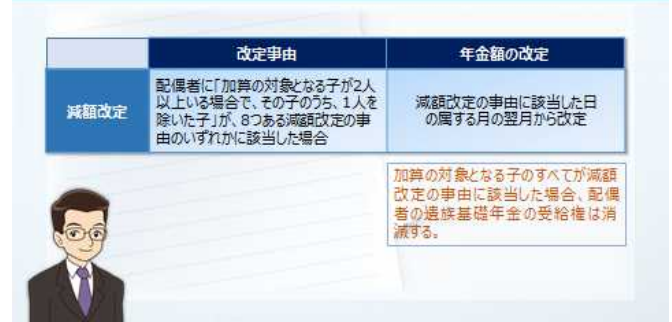 改定事由
年金額の改定
減額改定
配偶者に「加算の対象となる子が2人
以上いる場合で、その子のうち、1人を
除いた子」が、8つある減額改定の事
由のいずれかに該当した場合
減額改定の事由に該当した日
の属する月の翌月から改定
加算の対象となる子のすべてが減額
改定の事由に該当した場合、配偶
者の遺族基礎年金の受給権は消
滅する。